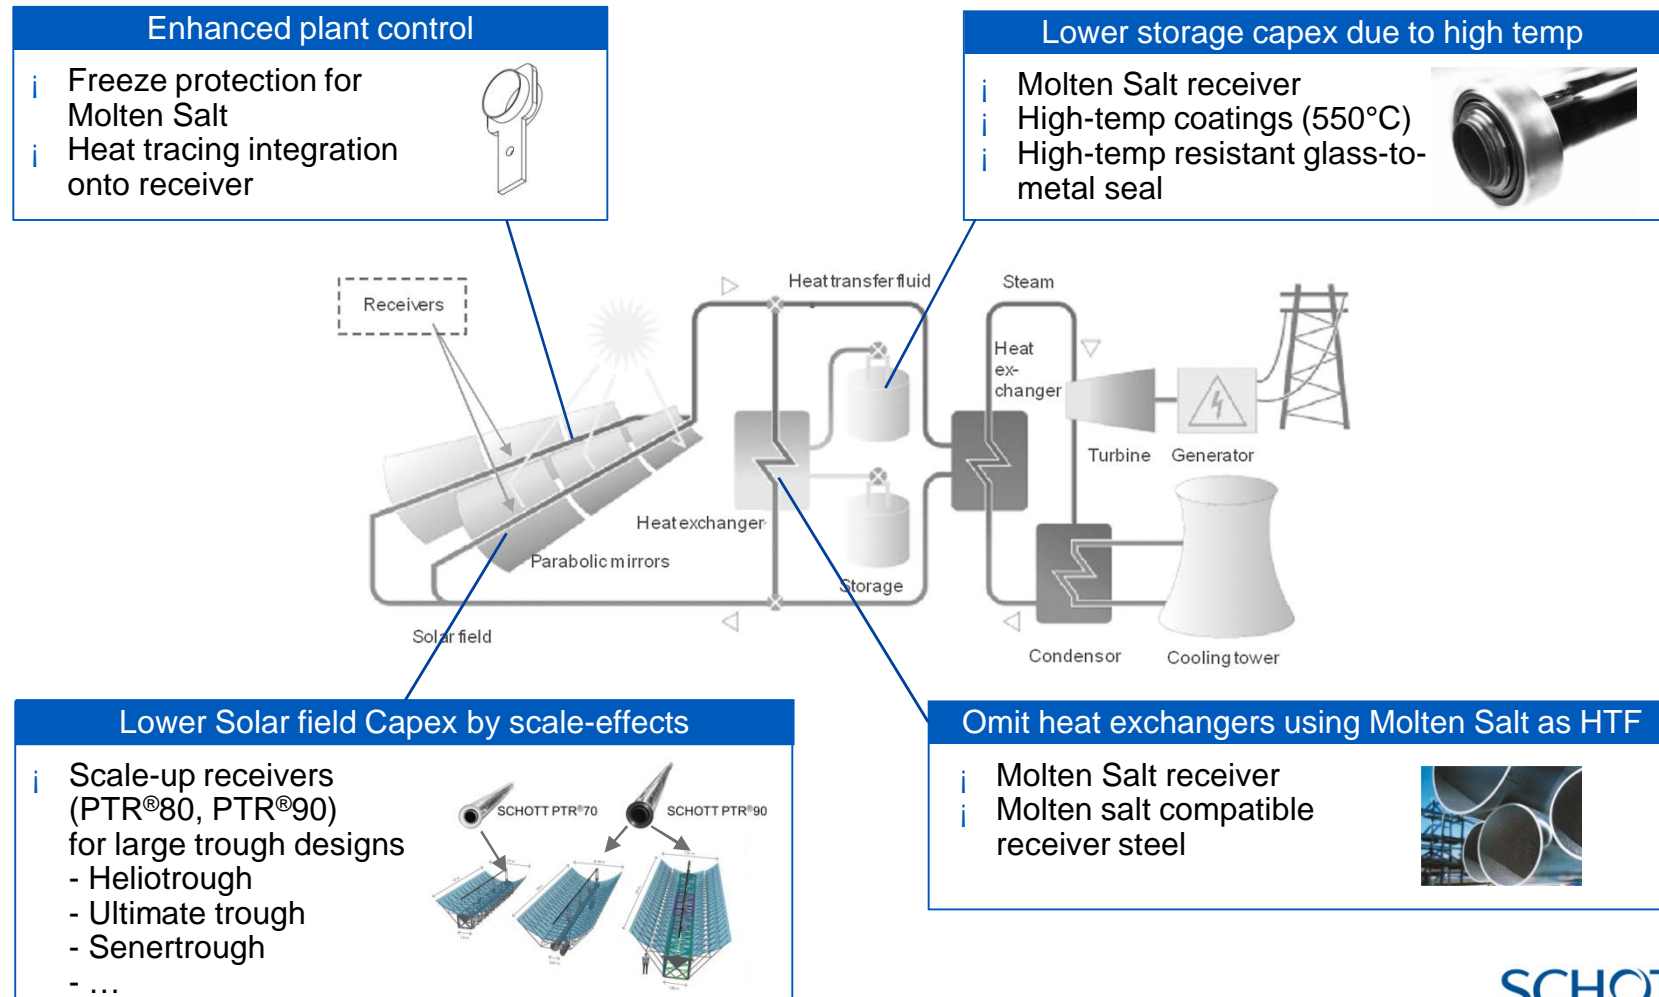 Enhanced plant control
¡ Freeze protection for
Molten Salt
¡ Heat tracing integration
onto receiver
Lower storage capex due to high temp
¡ Molten Salt receiver
¡ High-temp coatings (550°C)
¡ High-temp resistant glass-to-
metal seal
Receivers
Heat transfer fluid
Steam
Heat
ex-
changer
Turbine
Generator
Heat exchanger
Parabolic mirrors
Storage
Solar field
Condensor
Cooling tower
Lower Solar field Capex by scale-effects
¡ Scale-up receivers
(PTR®80, PTR®90)
for large trough designs
- Heliotrough
- Ultimate trough
- Senertrough
- …
SCHOTT PTR®70
SCHOTT PTR®90
Omit heat exchangers using Molten Salt as HTF
¡ Molten Salt receiver
¡ Molten salt compatible
receiver steel
SCHOT